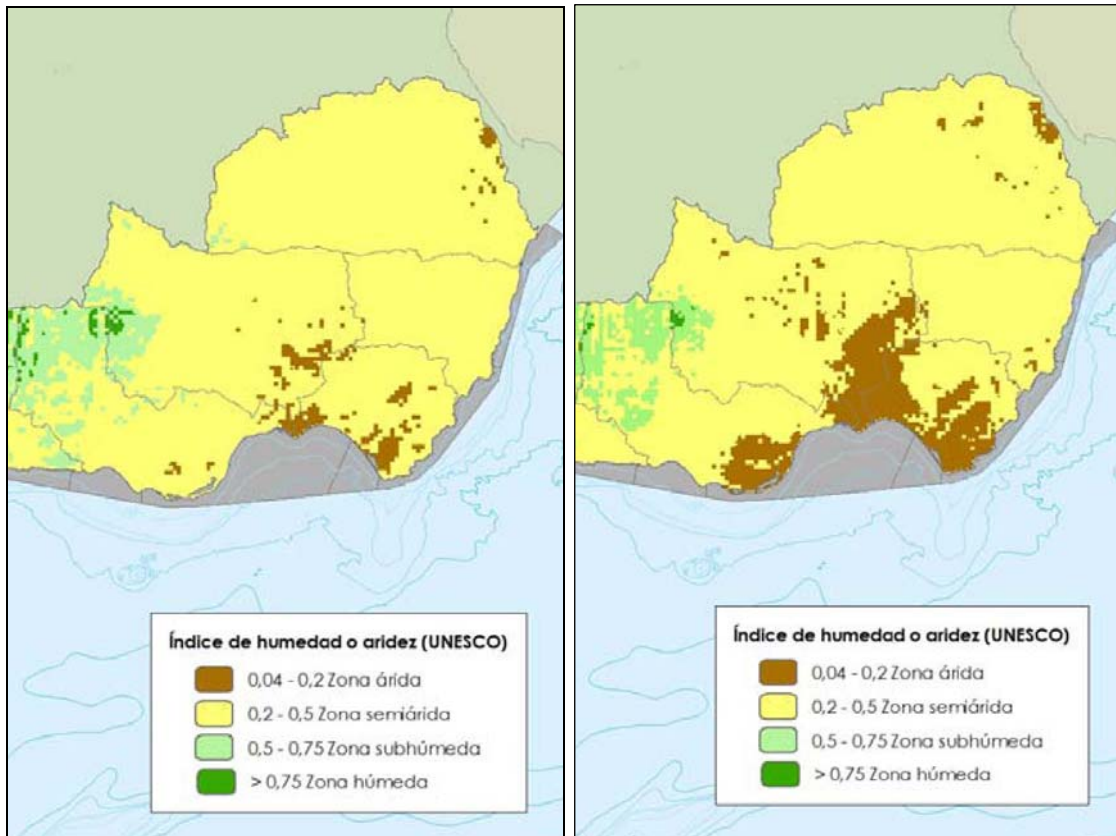 Índice de humedad o aridez (UNESCO)
0,04 - 0,2 Zona árida
0,2 - 0,5 Zona semiárida
0,5 - 0,75 Zona subhúmeda
> 0,75 Zona húmeda
Índice de humedad o aridez (UNESCO)
0,04 - 0,2 Zona árida
0,2 - 0,5 Zona semiárida
0,5 - 0,75 Zona subhúmeda
> 0,75 Zona húmeda